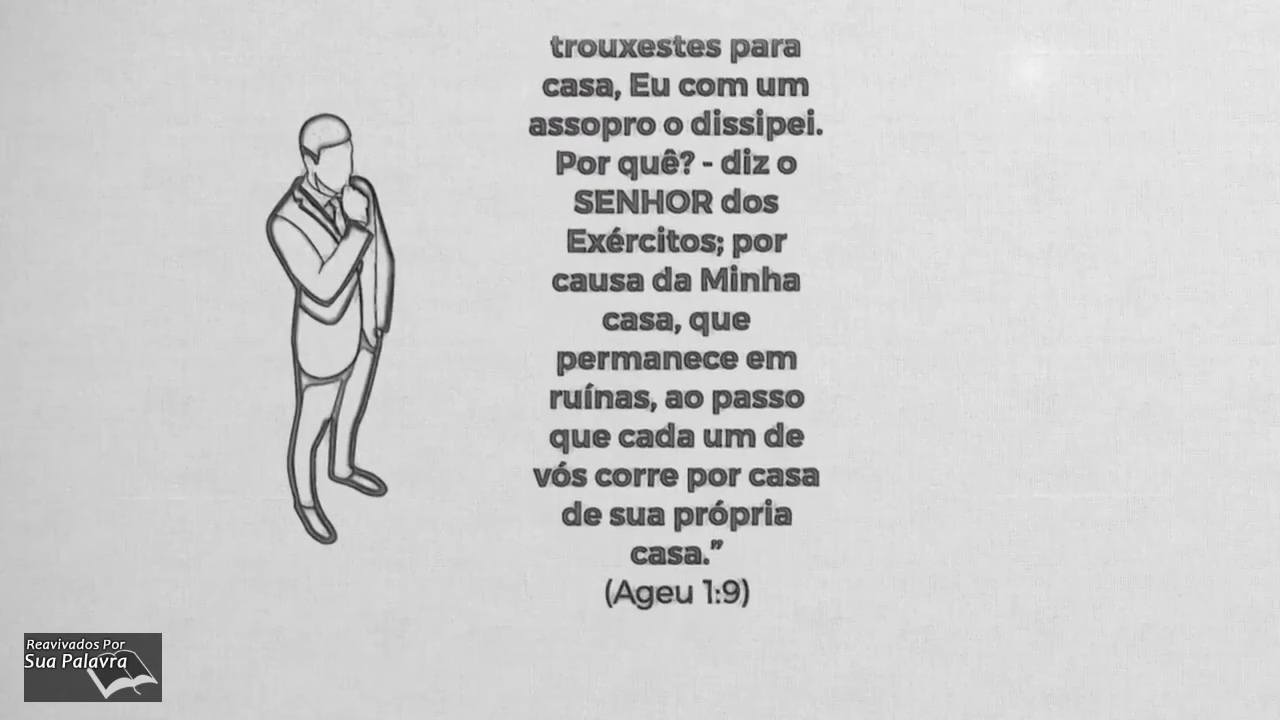 trouxestes para
casa, Eu com um
assopro o dissipei.
Por quê? - diz o
SENHOR dos
Exércitos; por
causa da Minha
casa, que
permanece em
ruínas, ao passo
que cada um de
vós corre por casa
de sua própria
casa.”
(Ageu 1:9)
Reavivados Por
Sua Palavra